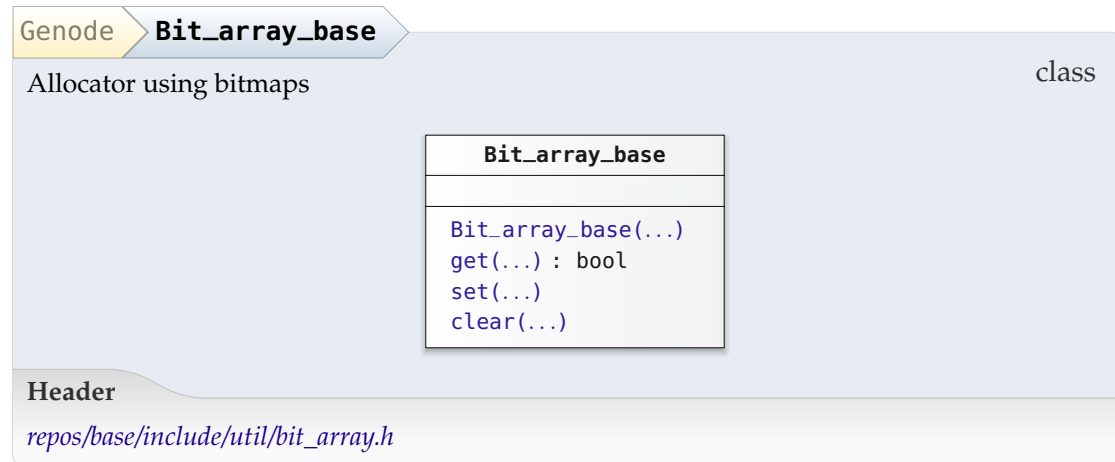 Genode Bit_array_base
Allocator using bitmaps
class
Bit_array_base
Bit_array_base(...)
get(...) : bool
set(...)
clear(...)
Header
repos/base/include/util/bit_array.h